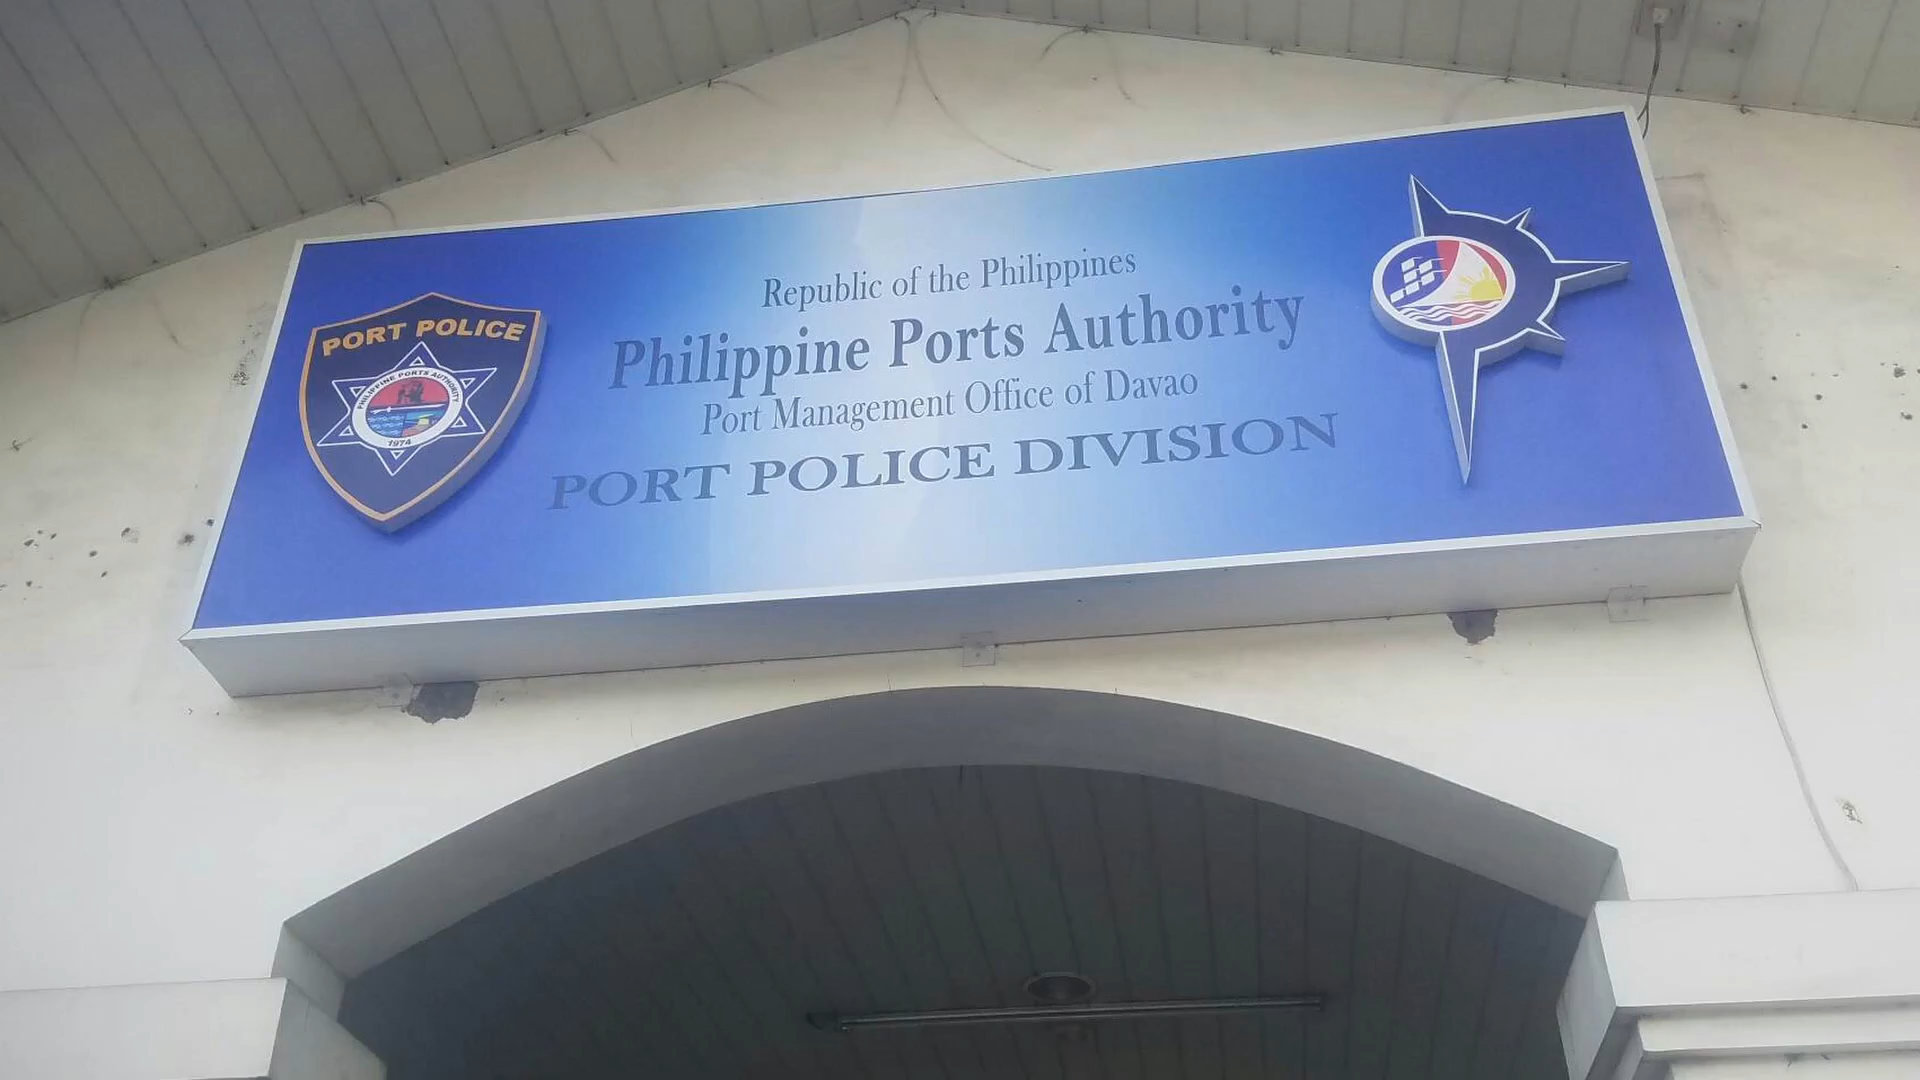 Republic of the Philippines
Philippine Ports Authority
Port Management Office of Davao
PORT POLICE DIVISION
PORT POLICE
PHILIPPINE PORTS AUTHORITY
1974